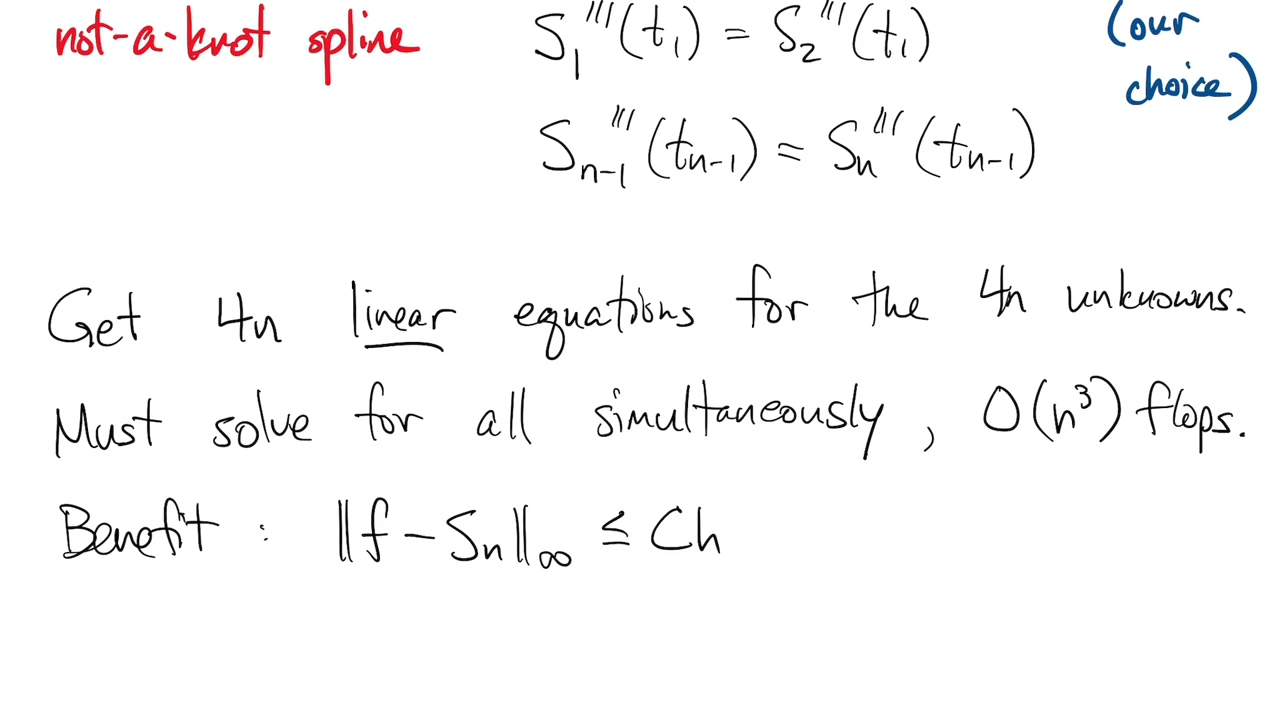 not-a-knot spline S₁'''(t₁) = S₂'''(t₁) (our
choice)
Sₙ₋₁'''(tₙ₋₁) = Sₙ'''(tₙ₋₁)
Get 4n linear equations for the 4n unknowns.
Must solve for all simultaneously, O(n³) flops.
Benefit : ‖f - Sₙ‖∞ ≤ Ch